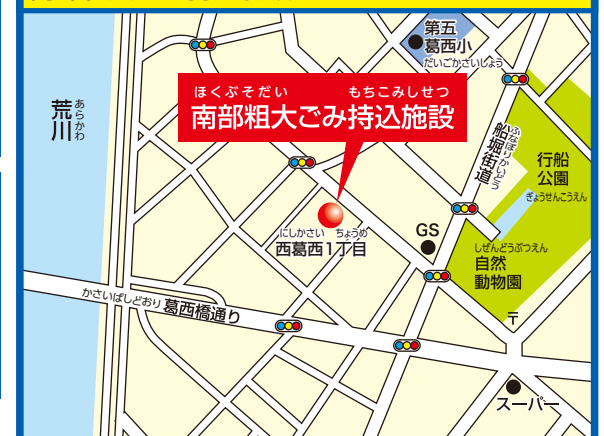 第五
葛西小
だいごかさいしょう
ほくぶそだい もちこみしせつ
南部粗大ごみ持込施設
あらかわ
荒川
ふなぼりかいどう
船堀街道
行船
公園
ぎょうせんこうえん
にしかさい ちょうめ
西葛西1丁目
GS
しぜんどうぶつえん
自然
動物園
かさいばしどおり 葛西橋通り
〒
スーパー